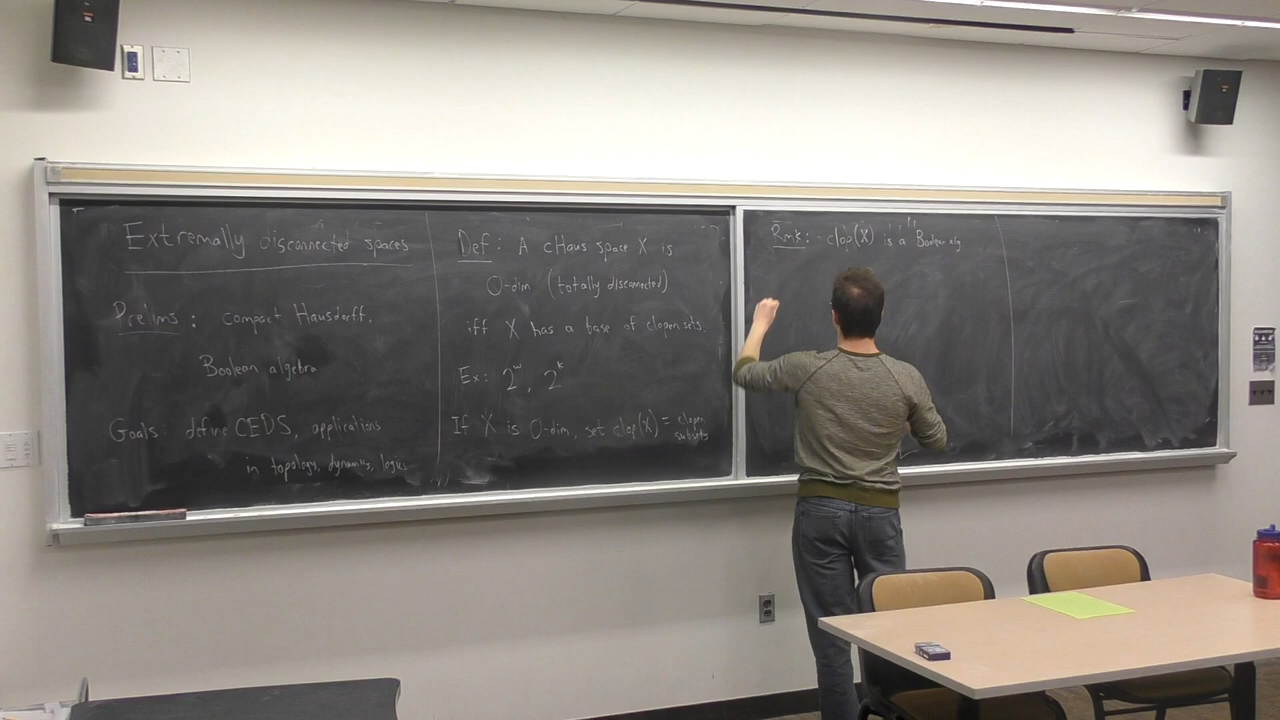 Extremally disconnected spaces
Prelims: compact Hausdorff,
Boolean algebra
Goals: define CEDS, applications
in topology, dynamics, logic
Def: A cHaus space X is
0-dim (totally disconnected)
iff X has a base of clopen sets.
Ex: 2^ω, 2^κ
If X is 0-dim, set clop(X) = clopen
subsets
Rmk: clop(X) is a Boolean alg